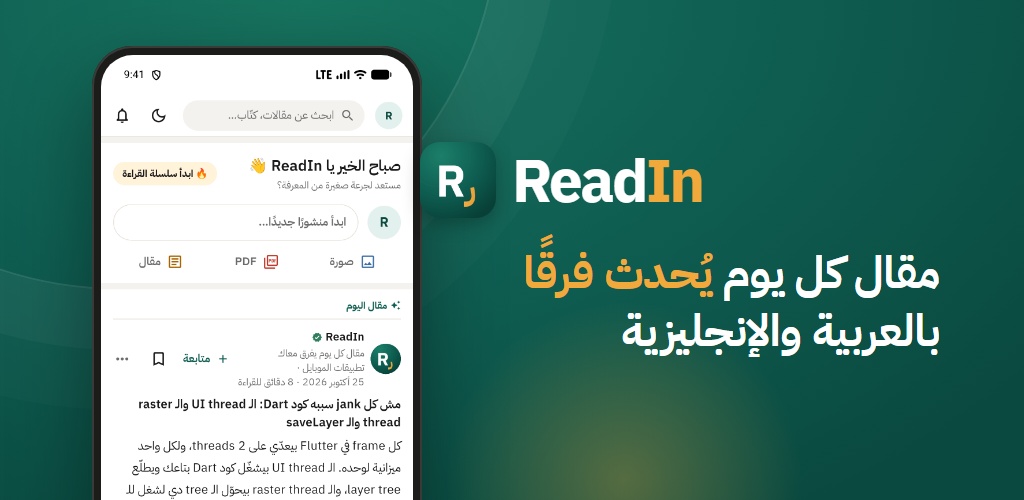 9:41
LTE
ابحث عن مقالات، كتّاب...
R
صباح الخير يا ReadIn 👋
🔥 ابدأ سلسلة القراءة
مستعد لجرعة صغيرة من المعرفة؟
R
ابدأ منشورًا جديدًا...
صورة
PDF
مقال
مقال اليوم
ReadIn
مقال كل يوم بفرق معاك
تطبيقات الموبايل ·
25 أكتوبر 2026 · 8 دقائق للقراءة
+ متابعة
Rر
مش كل jank سببه كود Dart: الـ UI thread والـ raster
thread والـ saveLayer
كل frame في Flutter بيعدّي على 2 threads، ولكل واحد
ميزانية لوحده. الـ UI thread بيشغّل كود Dart بتاعك ويطلّع
layer tree، والـ raster thread بيحوّل الـ tree دي لشغل للـ
Rر
ReadIn
مقال كل يوم يُحدث فرقًا
بالعربية والإنجليزية